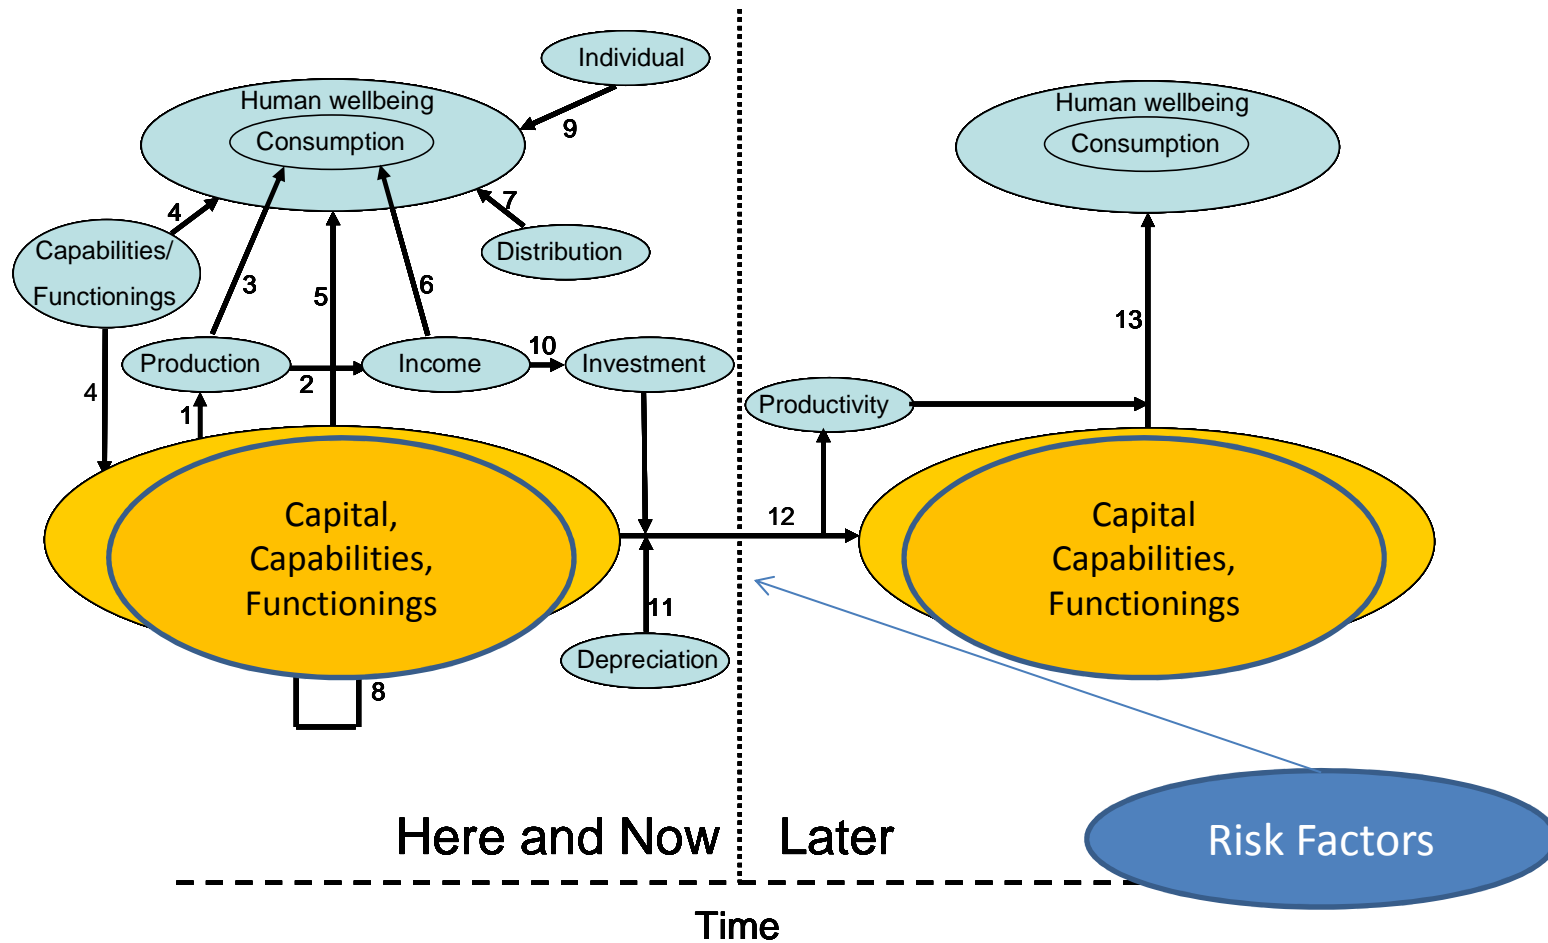 Individual
Human wellbeing
Consumption
9
4
7
Capabilities/
Functionings
Distribution
3
5
6
Production
2
Income
10
Investment
4
1
Capital,
Capabilities,
Functionings
11
Depreciation
8
12
Human wellbeing
Consumption
13
Productivity
Capital
Capabilities,
Functionings
Here and Now
Later
Risk Factors
Time